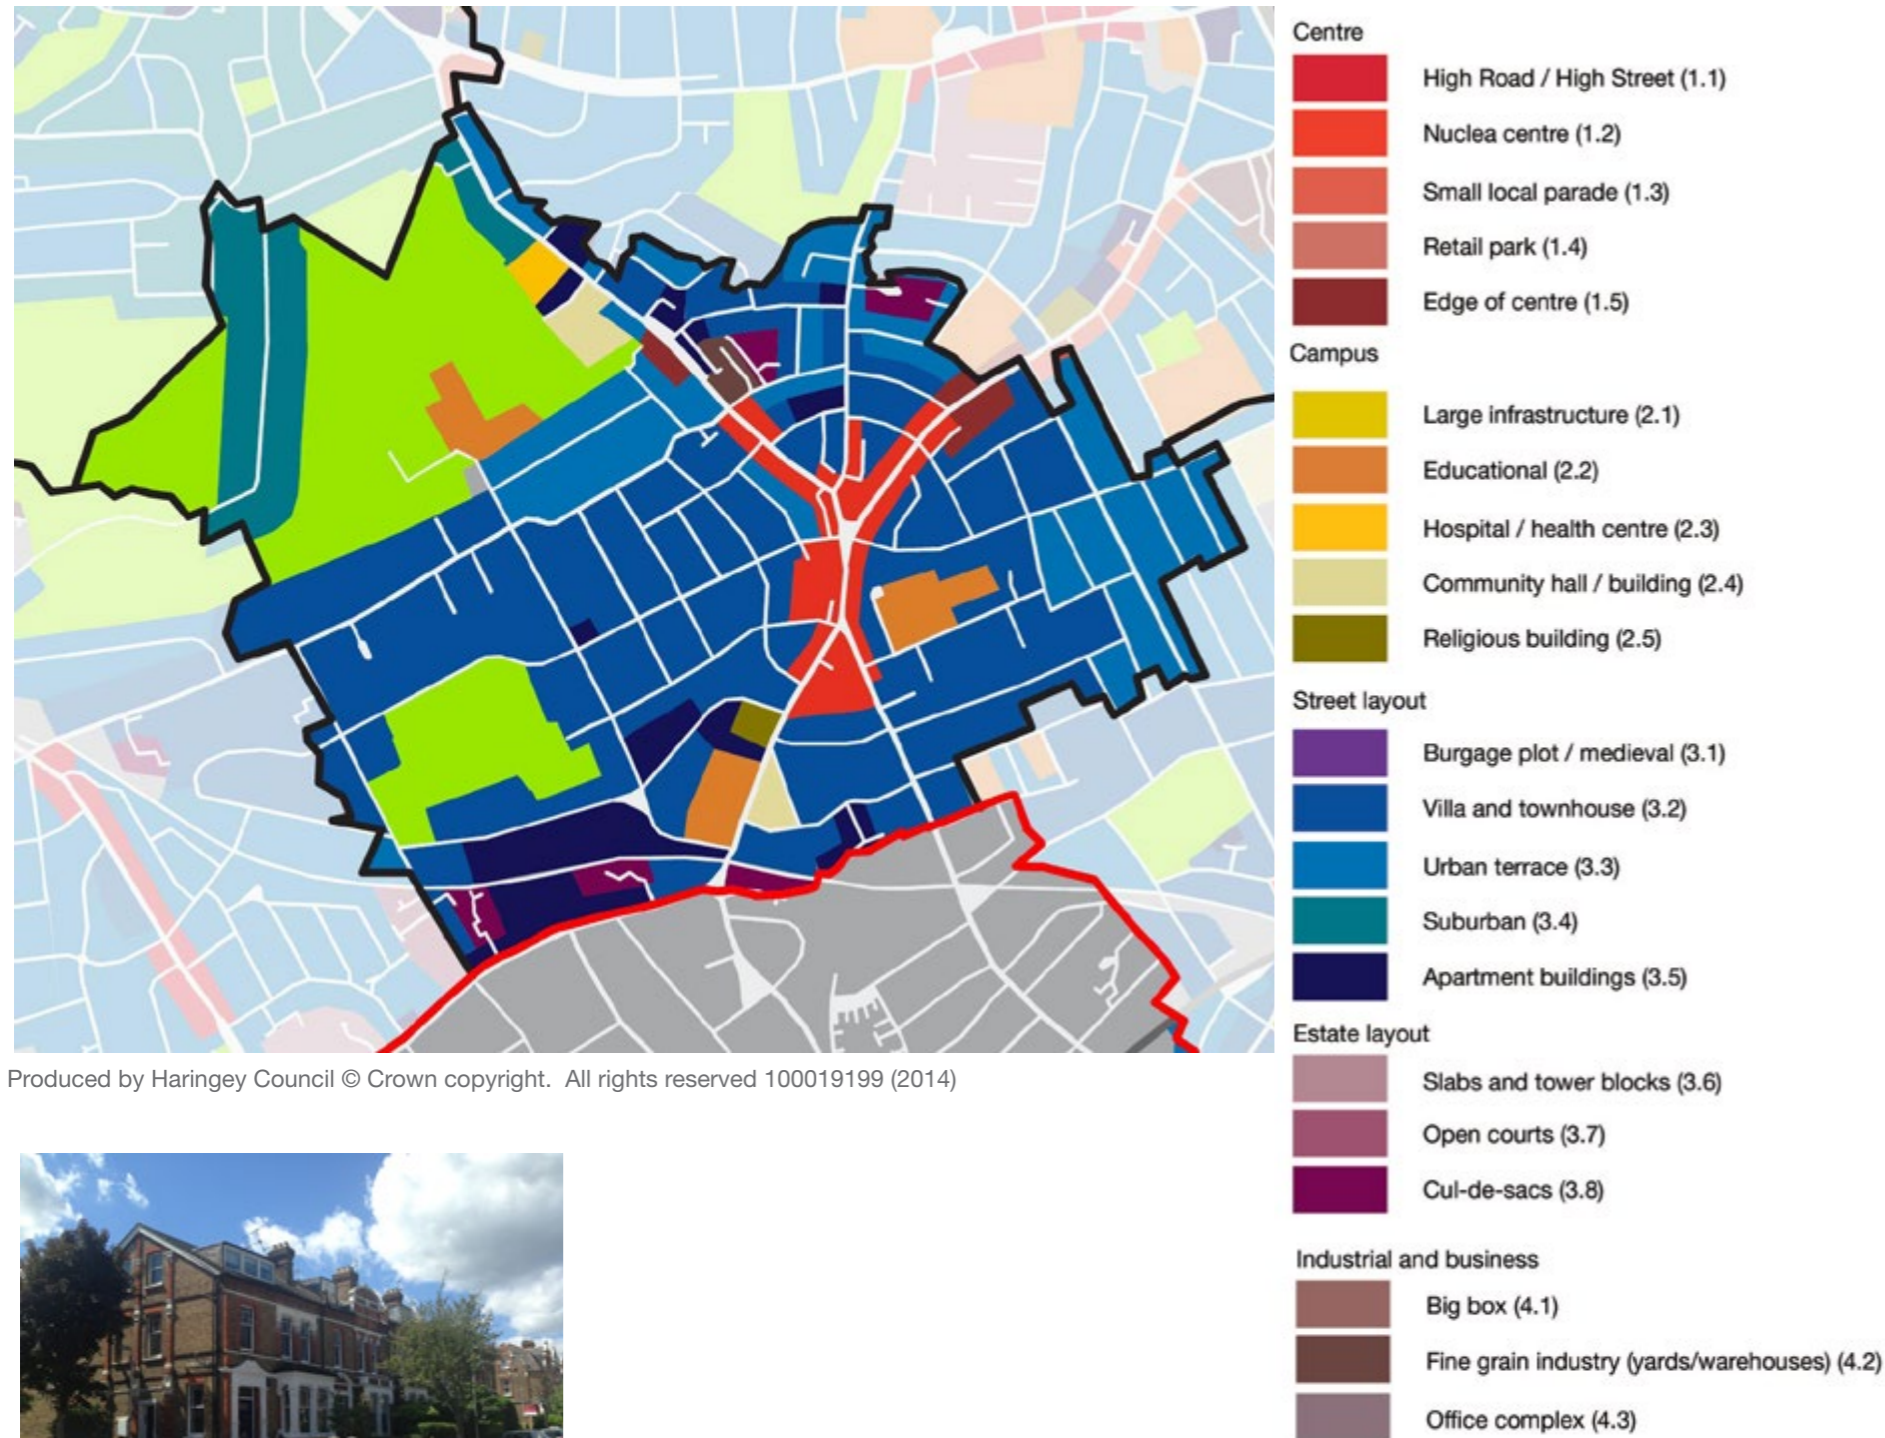 Centre
High Road / High Street (1.1)
Nuclea centre (1.2)
Small local parade (1.3)
Retail park (1.4)
Edge of centre (1.5)
Campus
Large infrastructure (2.1)
Educational (2.2)
Hospital / health centre (2.3)
Community hall / building (2.4)
Religious building (2.5)
Street layout
Burgage plot / medieval (3.1)
Villa and townhouse (3.2)
Urban terrace (3.3)
Suburban (3.4)
Apartment buildings (3.5)
Estate layout
Slabs and tower blocks (3.6)
Open courts (3.7)
Cul-de-sacs (3.8)
Industrial and business
Big box (4.1)
Fine grain industry (yards/warehouses) (4.2)
Office complex (4.3)
Produced by Haringey Council © Crown copyright.  All rights reserved 100019199 (2014)